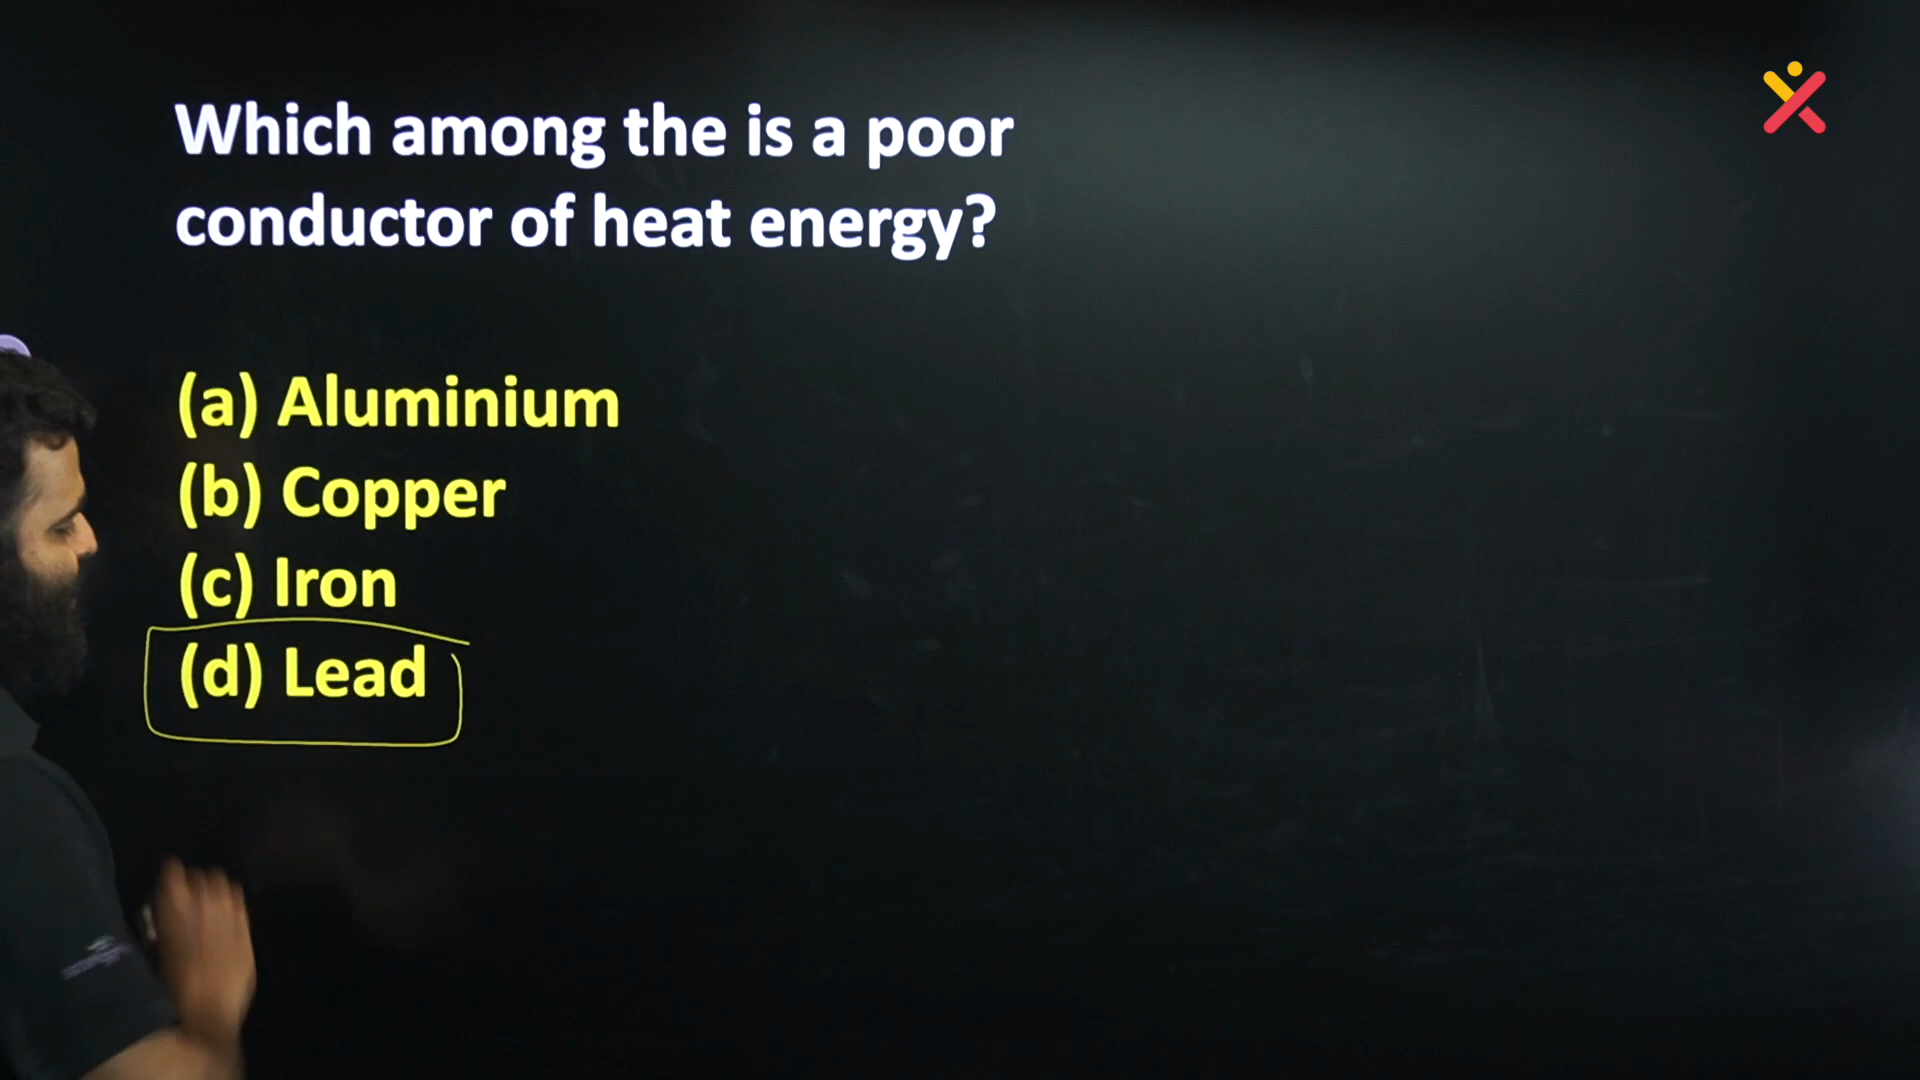 Which among the is a poor
conductor of heat energy?
(a) Aluminium
(b) Copper
(c) Iron
(d) Lead